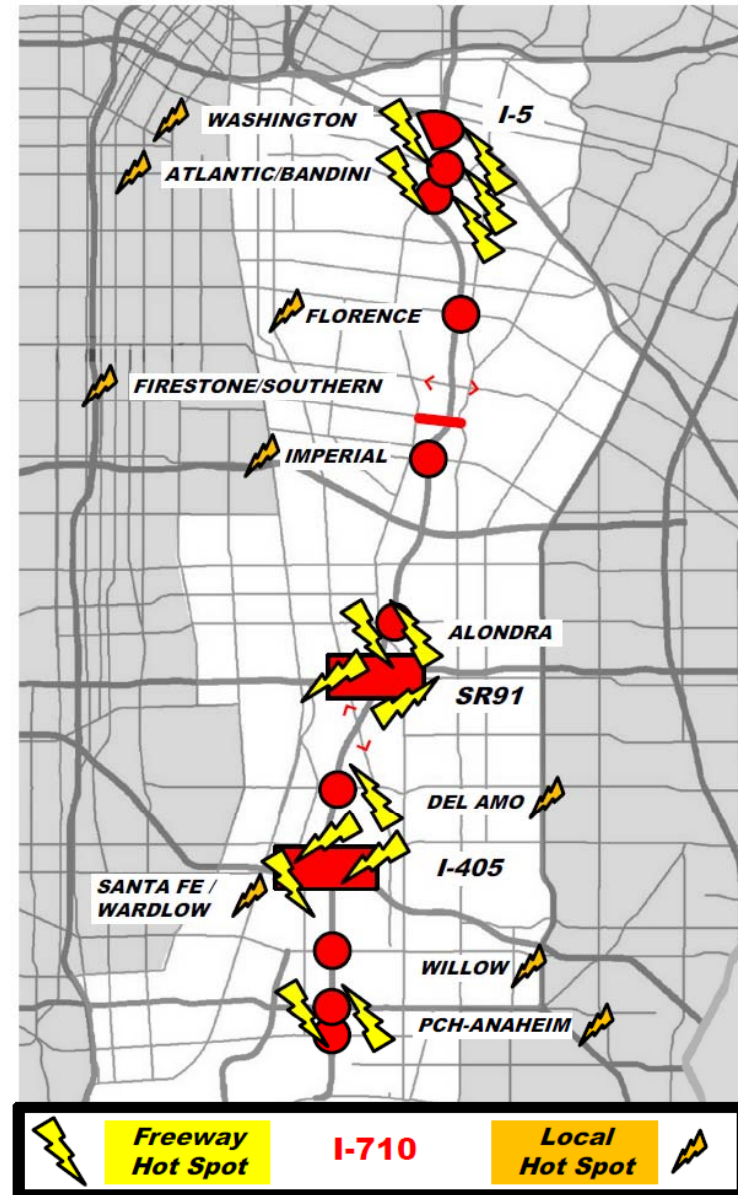 I-5
WASHINGTON
ATLANTIC/BANDINI
FLORENCE
FIRESTONE/SOUTHERN
IMPERIAL
ALONDRA
SR91
DEL AMO
I-405
SANTA FE /
WARDLOW
WILLOW
PCH-ANAHEIM
Freeway
Hot Spot
I-710
Local
Hot Spot